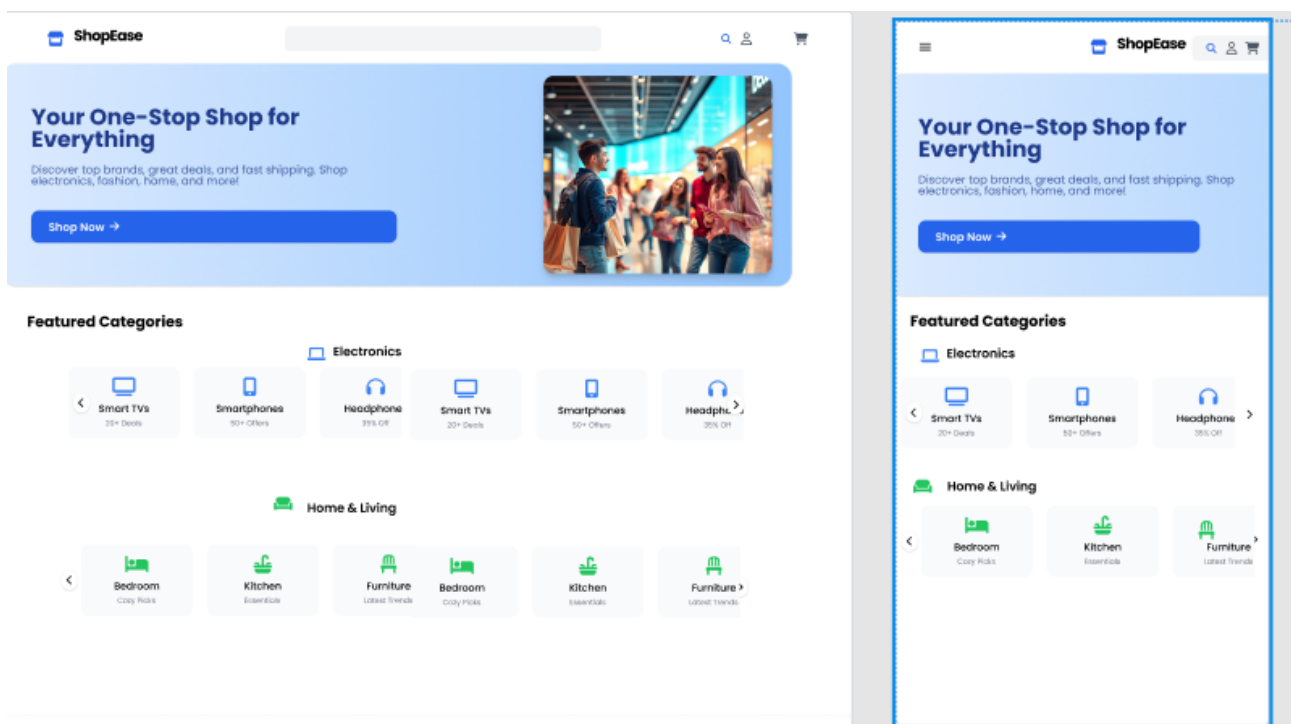 ShopEase
Your One-Stop Shop for
Everything
Discover top brands, great deals, and fast shipping. Shop
electronics, fashion, home, and more!
Shop Now →
Featured Categories
Electronics
Smart TVs
20+ Deals
Smartphones
50+ Offers
Headphone
35% Off
Smart TVs
20+ Deals
Smartphones
50+ Offers
Headpho
35% Off
Home & Living
Bedroom
Cozy Picks
Kitchen
Essentials
Furniture
Latest Trends
Bedroom
Cozy Picks
Kitchen
Essentials
Furniture
Latest Trends
ShopEase
Your One-Stop Shop for
Everything
Discover top brands, great deals, and fast shipping. Shop
electronics, fashion, home, and more!
Shop Now →
Featured Categories
Electronics
Smart TVs
20+ Deals
Smartphones
50+ Offers
Headphone
35% Off
Home & Living
Bedroom
Cozy Picks
Kitchen
Essentials
Furniture
Latest Trends